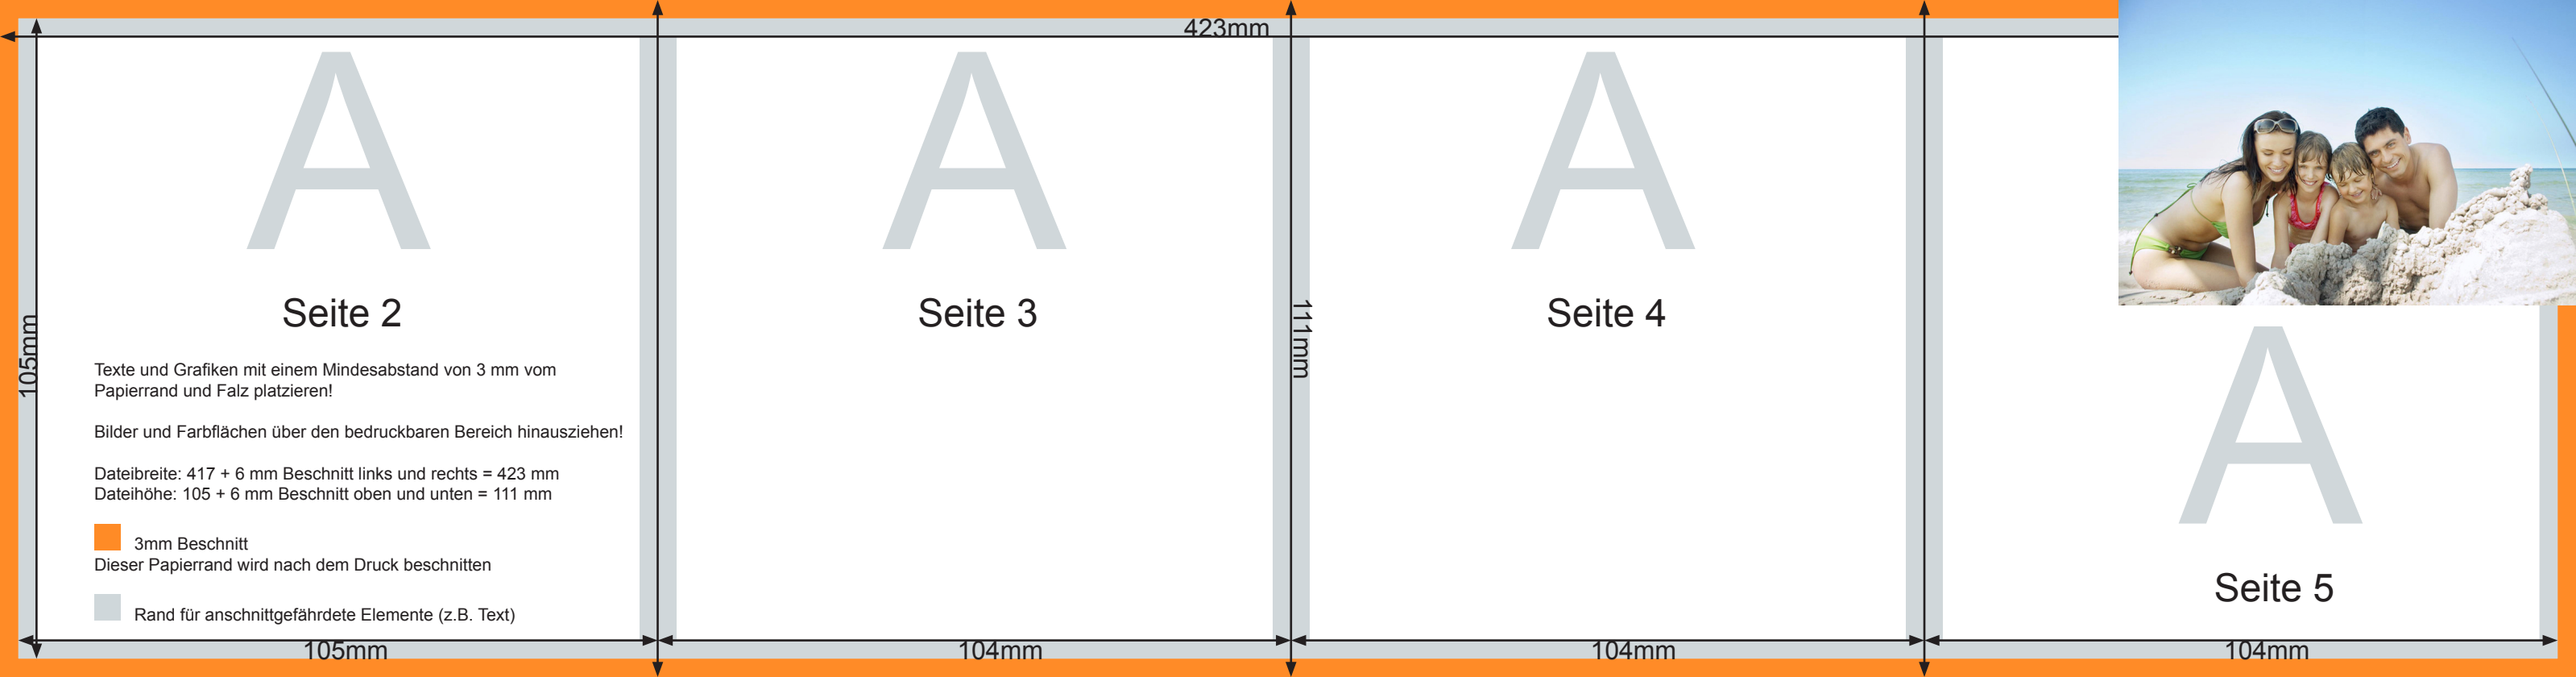 423mm
A
A
A
Seite 2
Seite 3
Seite 4
105mm
111mm
Texte und Grafiken mit einem Mindesabstand von 3 mm vom
Papierrand und Falz platzieren!
Bilder und Farbflächen über den bedruckbaren Bereich hinausziehen!
Dateibreite: 417 + 6 mm Beschnitt links und rechts = 423 mm
Dateihöhe: 105 + 6 mm Beschnitt oben und unten = 111 mm
3mm Beschnitt
Dieser Papierrand wird nach dem Druck beschnitten
Rand für anschnittgefährdete Elemente (z.B. Text)
A
Seite 5
105mm
104mm
104mm
104mm